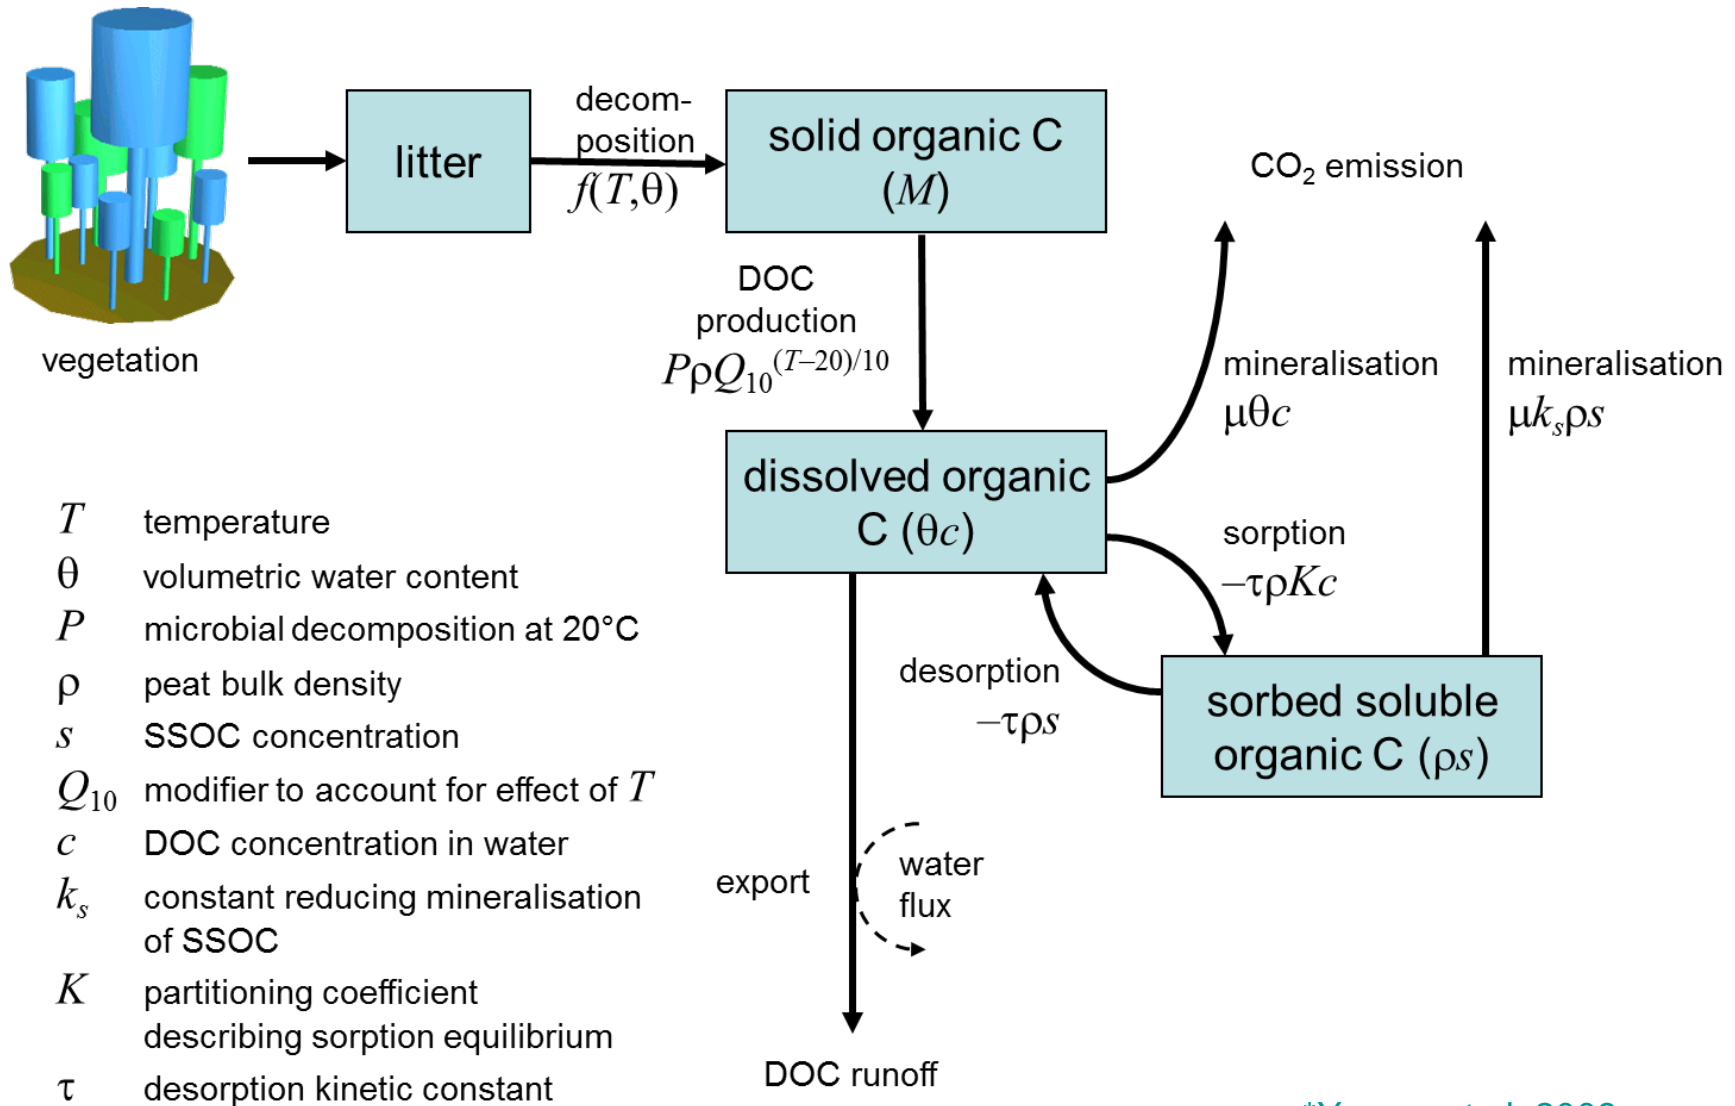 vegetation
litter
decom-
position
f(T,θ)
solid organic C
(M)
DOC
production
PρQ₁₀⁽ᵀ⁻²⁰⁾ᐟ¹⁰
CO₂ emission
mineralisation
μθc
mineralisation
μkₛρs
dissolved organic
C (θc)
sorption
–τρKc
desorption
–τρs
sorbed soluble
organic C (ρs)
export
water
flux
DOC runoff
T temperature
θ volumetric water content
P microbial decomposition at 20°C
ρ peat bulk density
s SSOC concentration
Q₁₀ modifier to account for effect of T
c DOC concentration in water
kₛ constant reducing mineralisation
of SSOC
K partitioning coefficient
describing sorption equilibrium
τ desorption kinetic constant